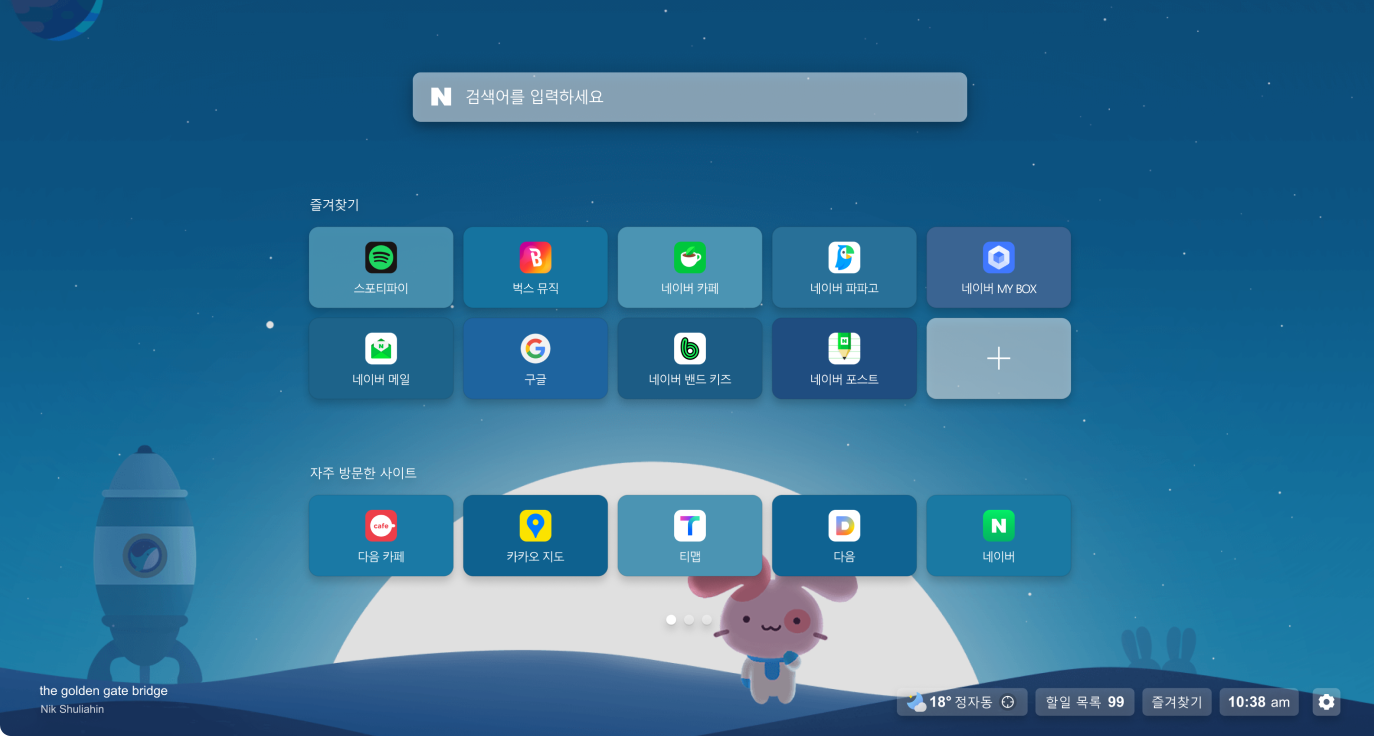 N 검색어를 입력하세요
즐겨찾기
스포티파이
벅스 뮤직
네이버 카페
네이버 파파고
네이버 MY BOX
네이버 메일
구글
네이버 밴드 키즈
네이버 포스트
자주 방문한 사이트
cafe
다음 카페
카카오 지도
티맵
다음
N
네이버
the golden gate bridge
Nik Shuliahin
18° 정자동
할일 목록 99
즐겨찾기
10:38 am